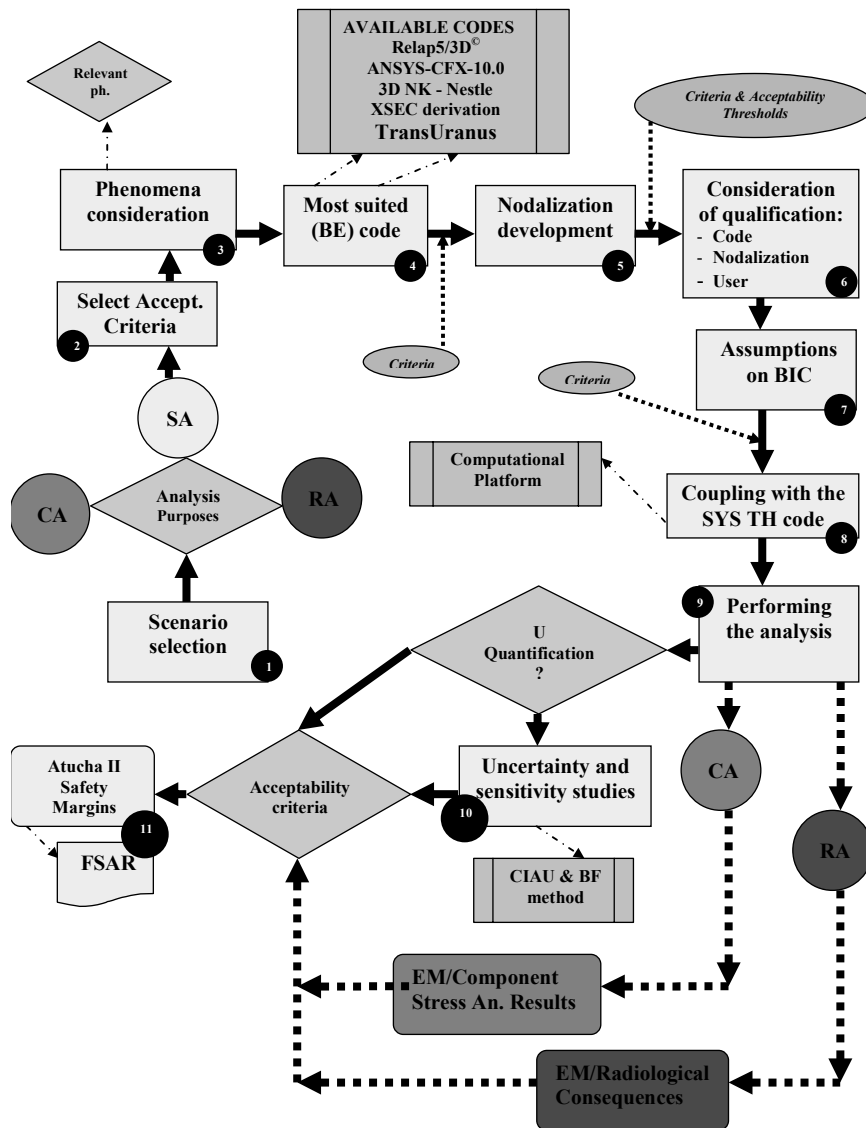 AVAILABLE CODES
Relap5/3D©
ANSYS-CFX-10.0
3D NK - Nestle
XSEC derivation
TransUranus
Relevant
ph.
Criteria & Acceptability
Thresholds
Phenomena
consideration
3
Most suited
(BE) code
4
Nodalization
development
5
Consideration
of qualification:
- Code
- Nodalization
- User
6
Select Accept.
Criteria
2
Criteria
Assumptions
on BIC
7
Criteria
SA
Analysis
Purposes
CA
RA
Computational
Platform
Coupling with the
SYS TH code
8
Scenario
selection
1
U
Quantification
?
9
Performing
the analysis
Atucha II
Safety
Margins
11
FSAR
Acceptability
criteria
Uncertainty and
sensitivity studies
10
CA
RA
CIAU & BF
method
EM/Component
Stress An. Results
EM/Radiological
Consequences